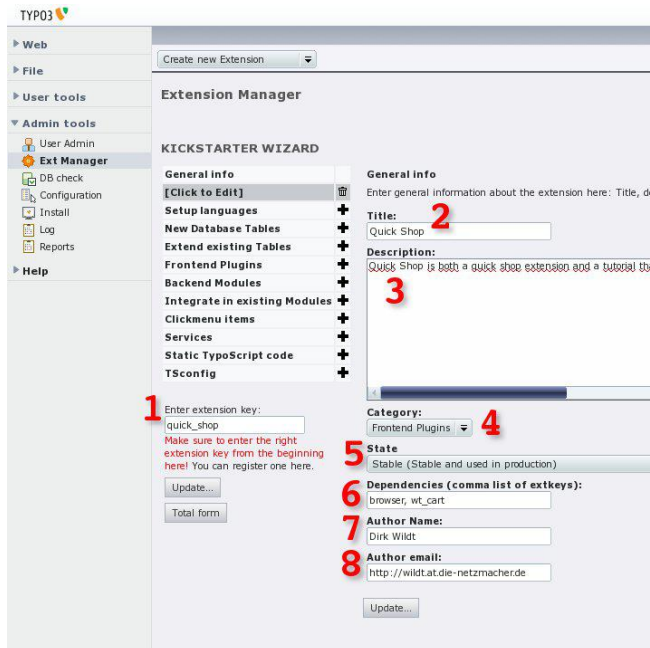 TYPO3
Web
File
User tools
Admin tools
User Admin
Ext Manager
DB check
Configuration
Install
Log
Reports
Help
Create new Extension
Extension Manager
KICKSTARTER WIZARD
General info
[Click to Edit]
Setup languages
New Database Tables
Extend existing Tables
Frontend Plugins
Backend Modules
Integrate in existing Modules
Clickmenu items
Services
Static TypoScript code
TSconfig
1
Enter extension key:
quick_shop
Make sure to enter the right
extension key from the beginning
here! You can register one here.
Update...
Total form
General info
Enter general information about the extension here: Title, d
Title:
2
Quick Shop
Description:
Quick Shop is both a quick shop extension and a tutorial th
3
Category:
Frontend Plugins
4
State
5
Stable (Stable and used in production)
Dependencies (comma list of extkeys):
6
browser, wt_cart
Author Name:
7
Dirk Wildt
Author email:
8
http://wildt.at.die-netzmacher.de
Update...